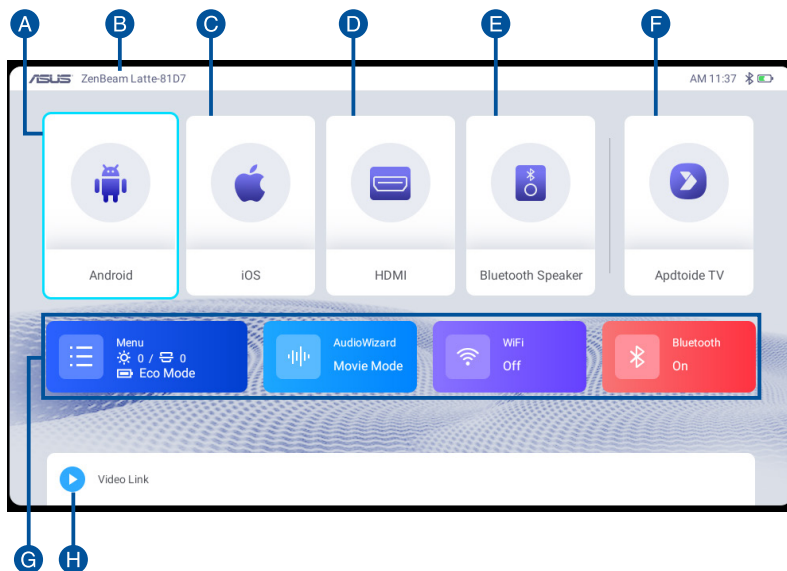 A B C D E F
ASUS ZenBeam Latte-81D7 AM 11:37
Android iOS HDMI Bluetooth Speaker Apdtoide TV
Menu AudioWizard WiFi Bluetooth
0 / 0 Movie Mode Off On
Eco Mode
Video Link
G H